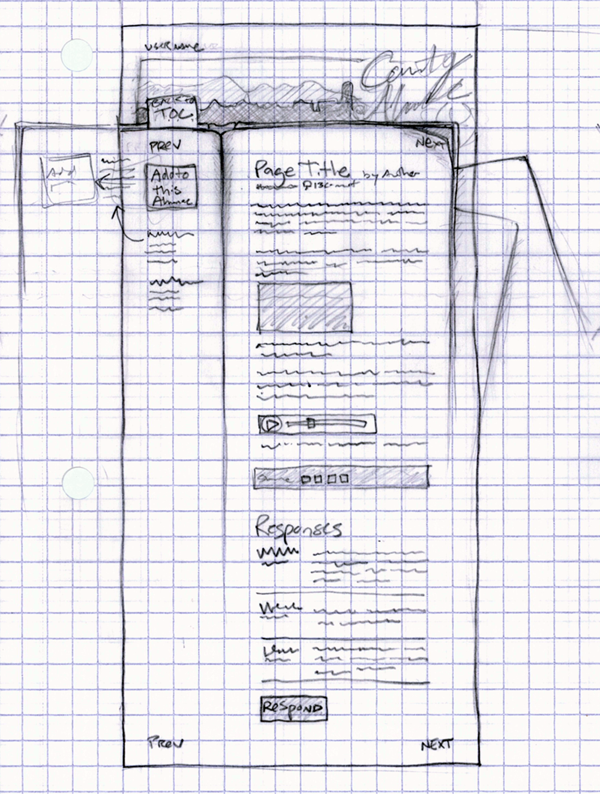 username
County
BACK TO
TOC
PREV
NEXT
Add
Add to
this
Almanac
Page Title by Author
Responses
Respond
PREV
NEXT